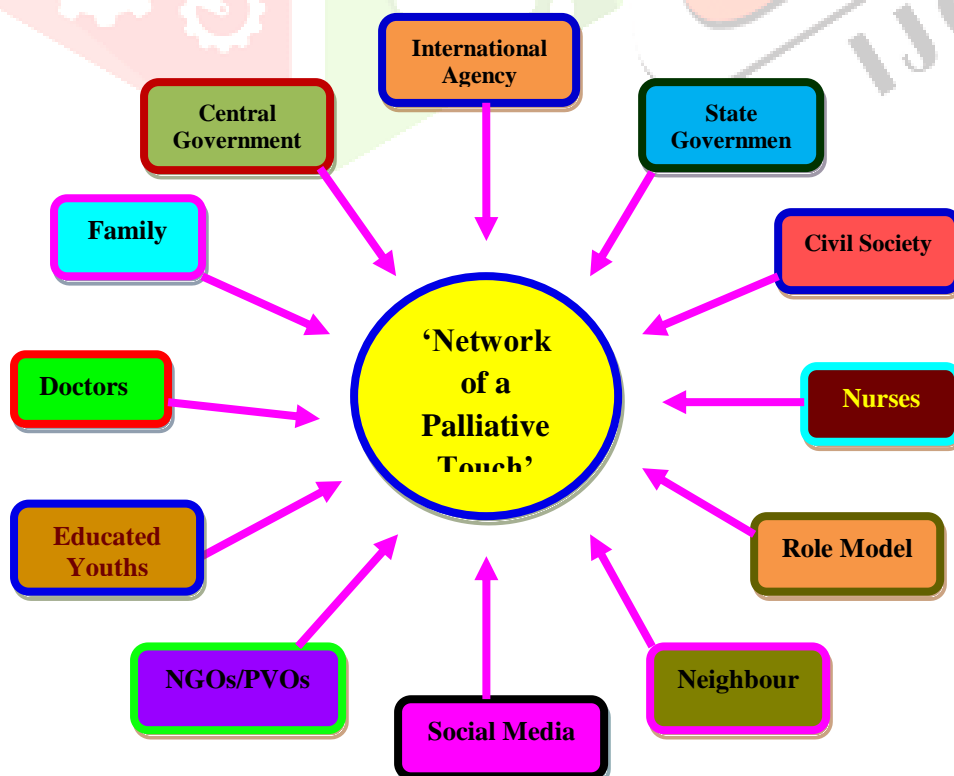 International
Agency
Central
Government
State
Governmen
Family
Civil Society
‘Network
of a
Palliative
Touch’
Doctors
Nurses
Educated
Youths
Role Model
NGOs/PVOs
Neighbour
Social Media
IJC